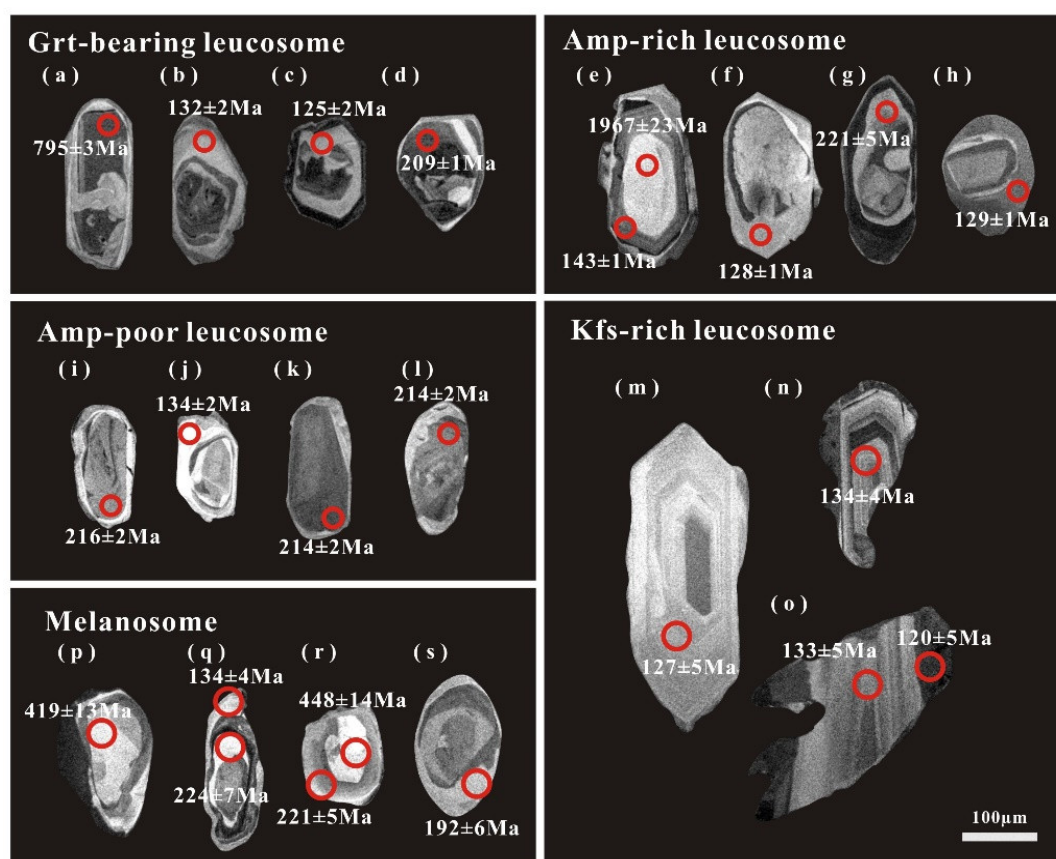 Grt-bearing leucosome
(a)
(b)
(c)
(d)
795±3Ma
132±2Ma
125±2Ma
209±1Ma
Amp-rich leucosome
(e)
(f)
(g)
(h)
1967±23Ma
143±1Ma
128±1Ma
221±5Ma
129±1Ma
Amp-poor leucosome
(i)
(j)
(k)
(l)
216±2Ma
134±2Ma
214±2Ma
214±2Ma
Kfs-rich leucosome
(m)
(n)
(o)
127±5Ma
134±4Ma
133±5Ma
120±5Ma
100µm
Melanosome
(p)
(q)
(r)
(s)
419±13Ma
134±4Ma
224±7Ma
448±14Ma
221±5Ma
192±6Ma